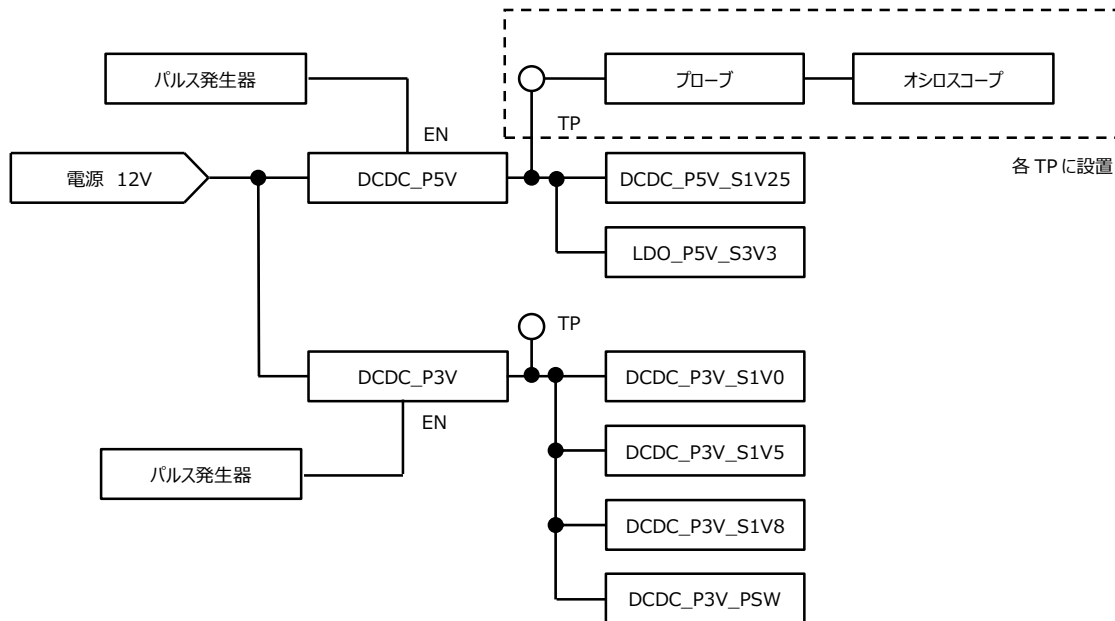 パルス発生器
プローブ
オシロスコープ
EN
TP
各TPに設置
電源 12V
DCDC_P5V
DCDC_P5V_S1V25
LDO_P5V_S3V3
TP
DCDC_P3V
DCDC_P3V_S1V0
EN
DCDC_P3V_S1V5
パルス発生器
DCDC_P3V_S1V8
DCDC_P3V_PSW